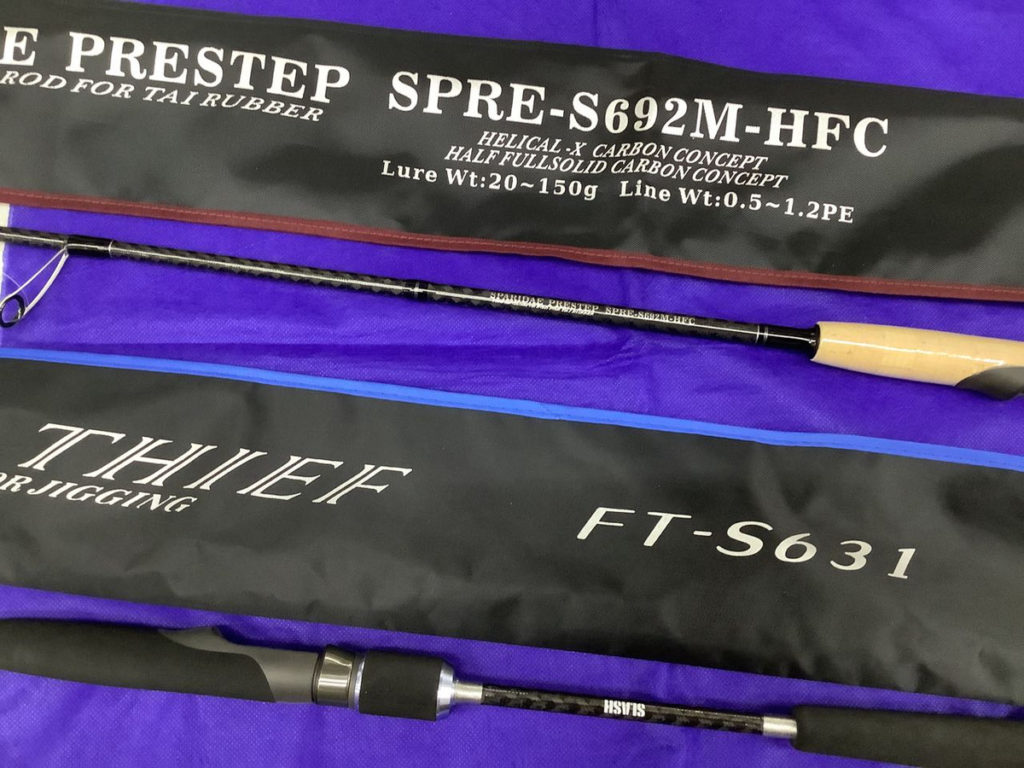 E PRESTEP SPRE-S692M-HFC
ROD FOR TAI RUBBER
HELICAL-X CARBON CONCEPT
HALF FULLSOLID CARBON CONCEPT
Lure Wt:20~150g Line Wt:0.5~1.2PE
SPARIDAE PRESTEP SPRE-S692M-HFC
THIEF
OR JIGGING
FT-S631
SLASH